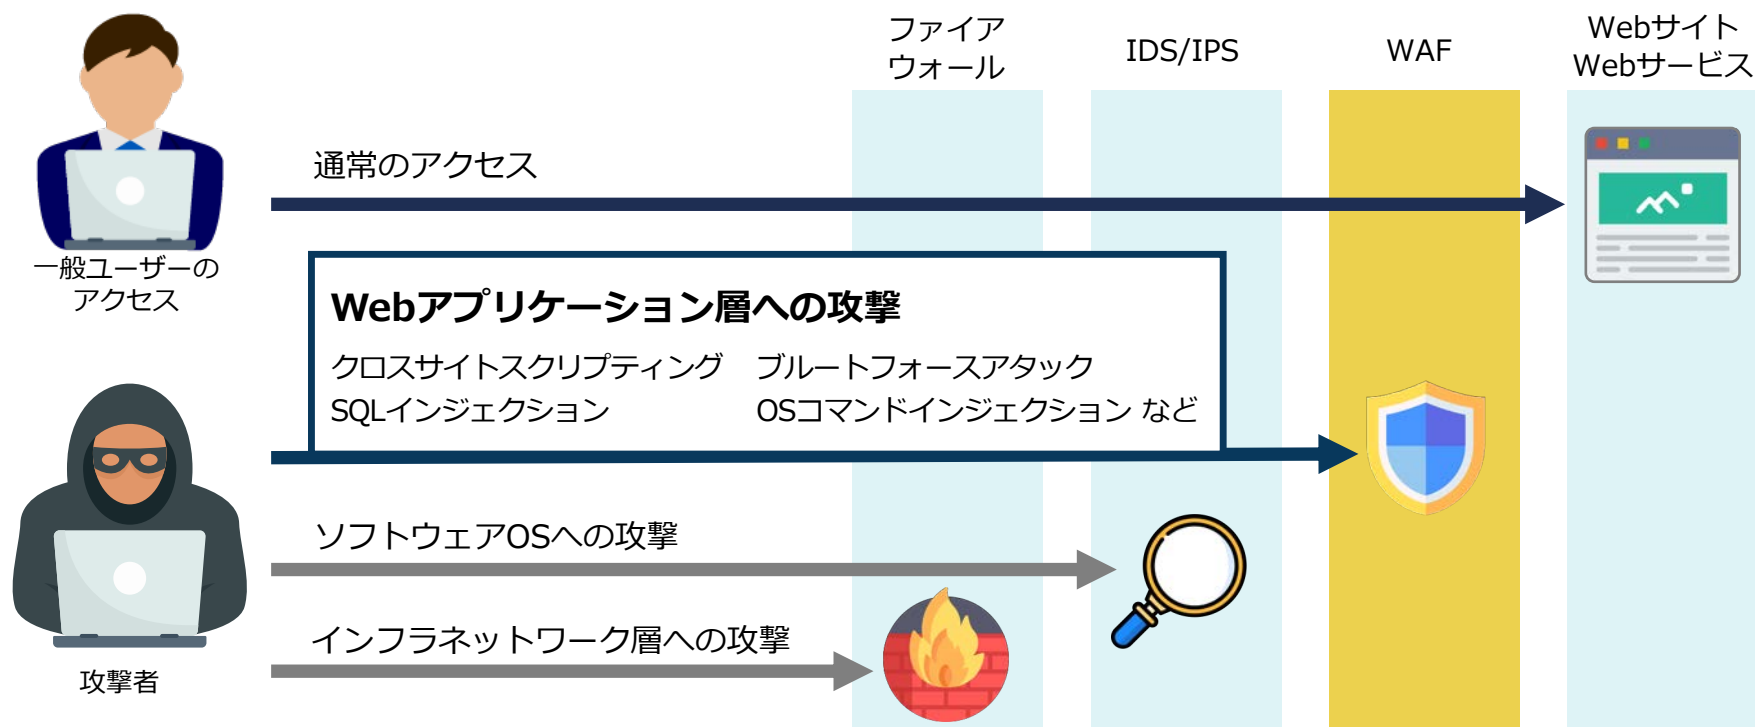 ファイア
ウォール
IDS/IPS
WAF
Webサイト
Webサービス
通常のアクセス
一般ユーザーの
アクセス
Webアプリケーション層への攻撃
クロスサイトスクリプティング ブルートフォースアタック
SQLインジェクション OSコマンドインジェクション など
ソフトウェアOSへの攻撃
インフラネットワーク層への攻撃
攻撃者